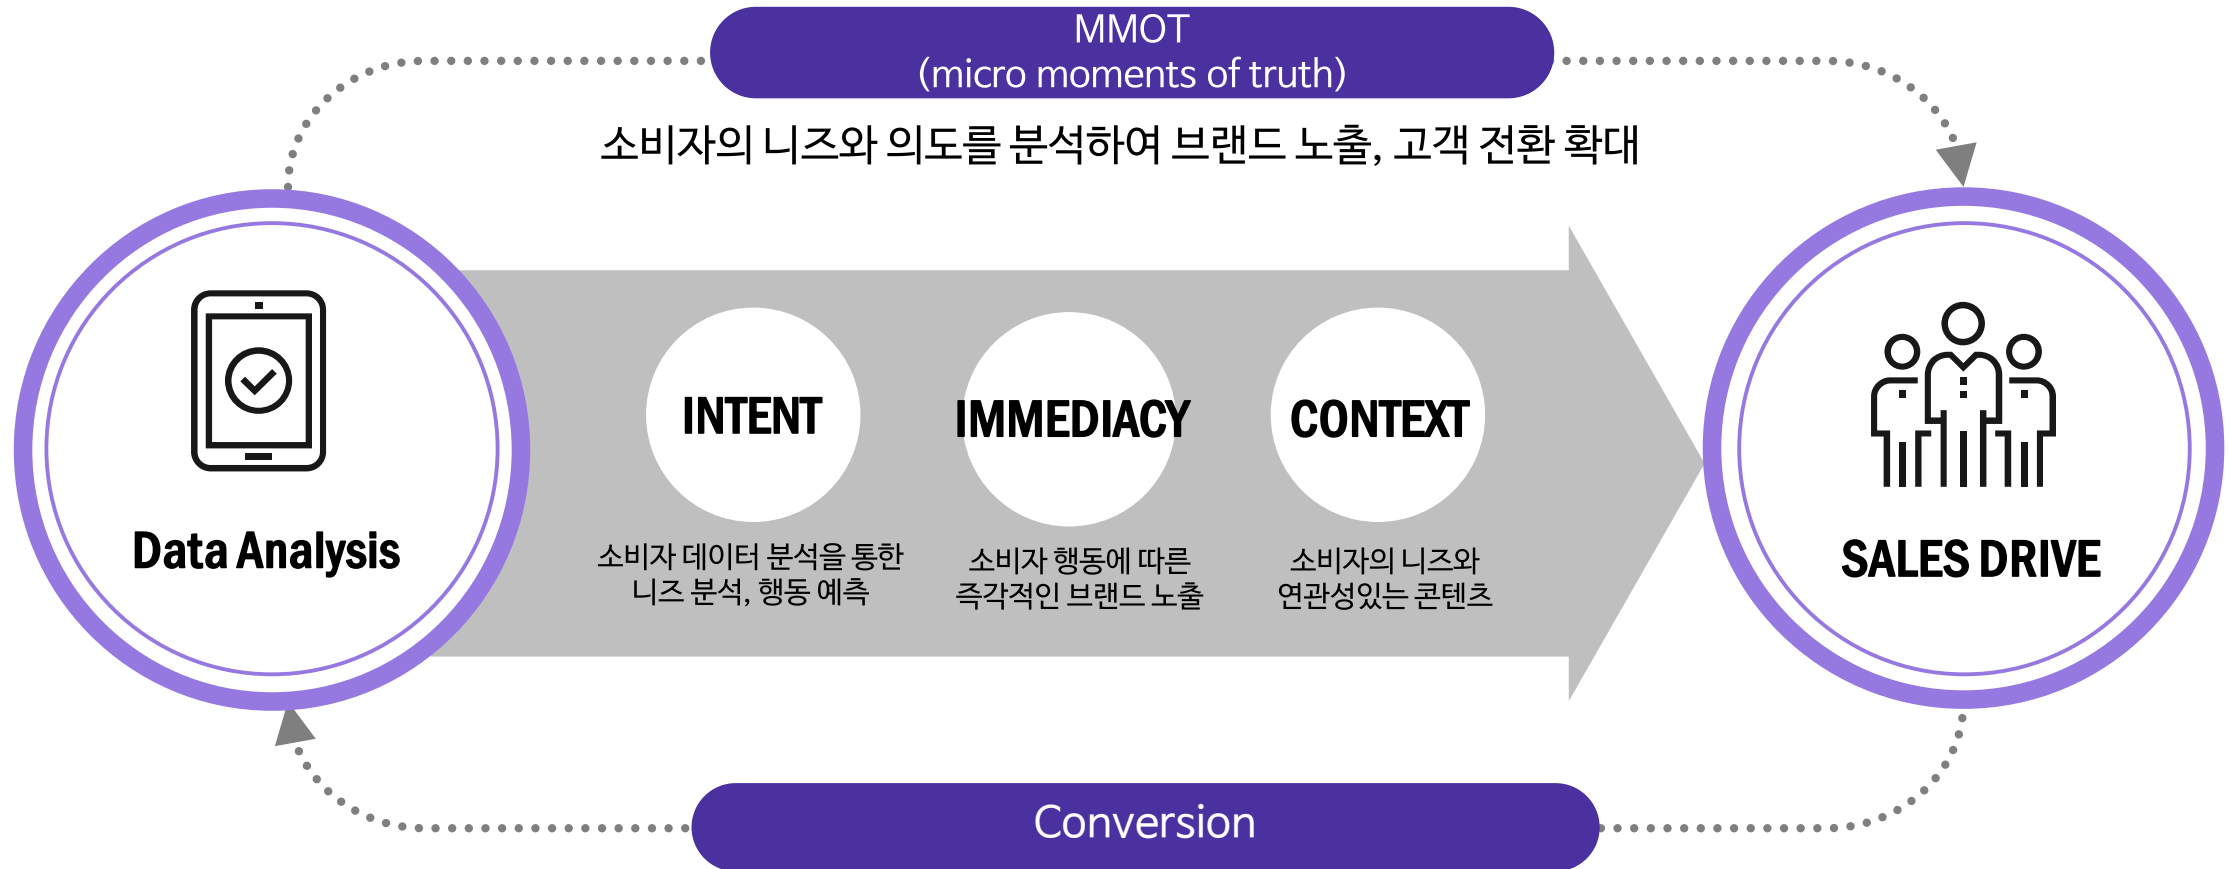 MMOT
(micro moments of truth)
소비자의 니즈와 의도를 분석하여 브랜드 노출, 고객 전환 확대
Data Analysis
INTENT
소비자 데이터 분석을 통한
니즈 분석, 행동 예측
IMMEDIACY
소비자 행동에 따른
즉각적인 브랜드 노출
CONTEXT
소비자의 니즈와
연관성있는 콘텐츠
SALES DRIVE
Conversion